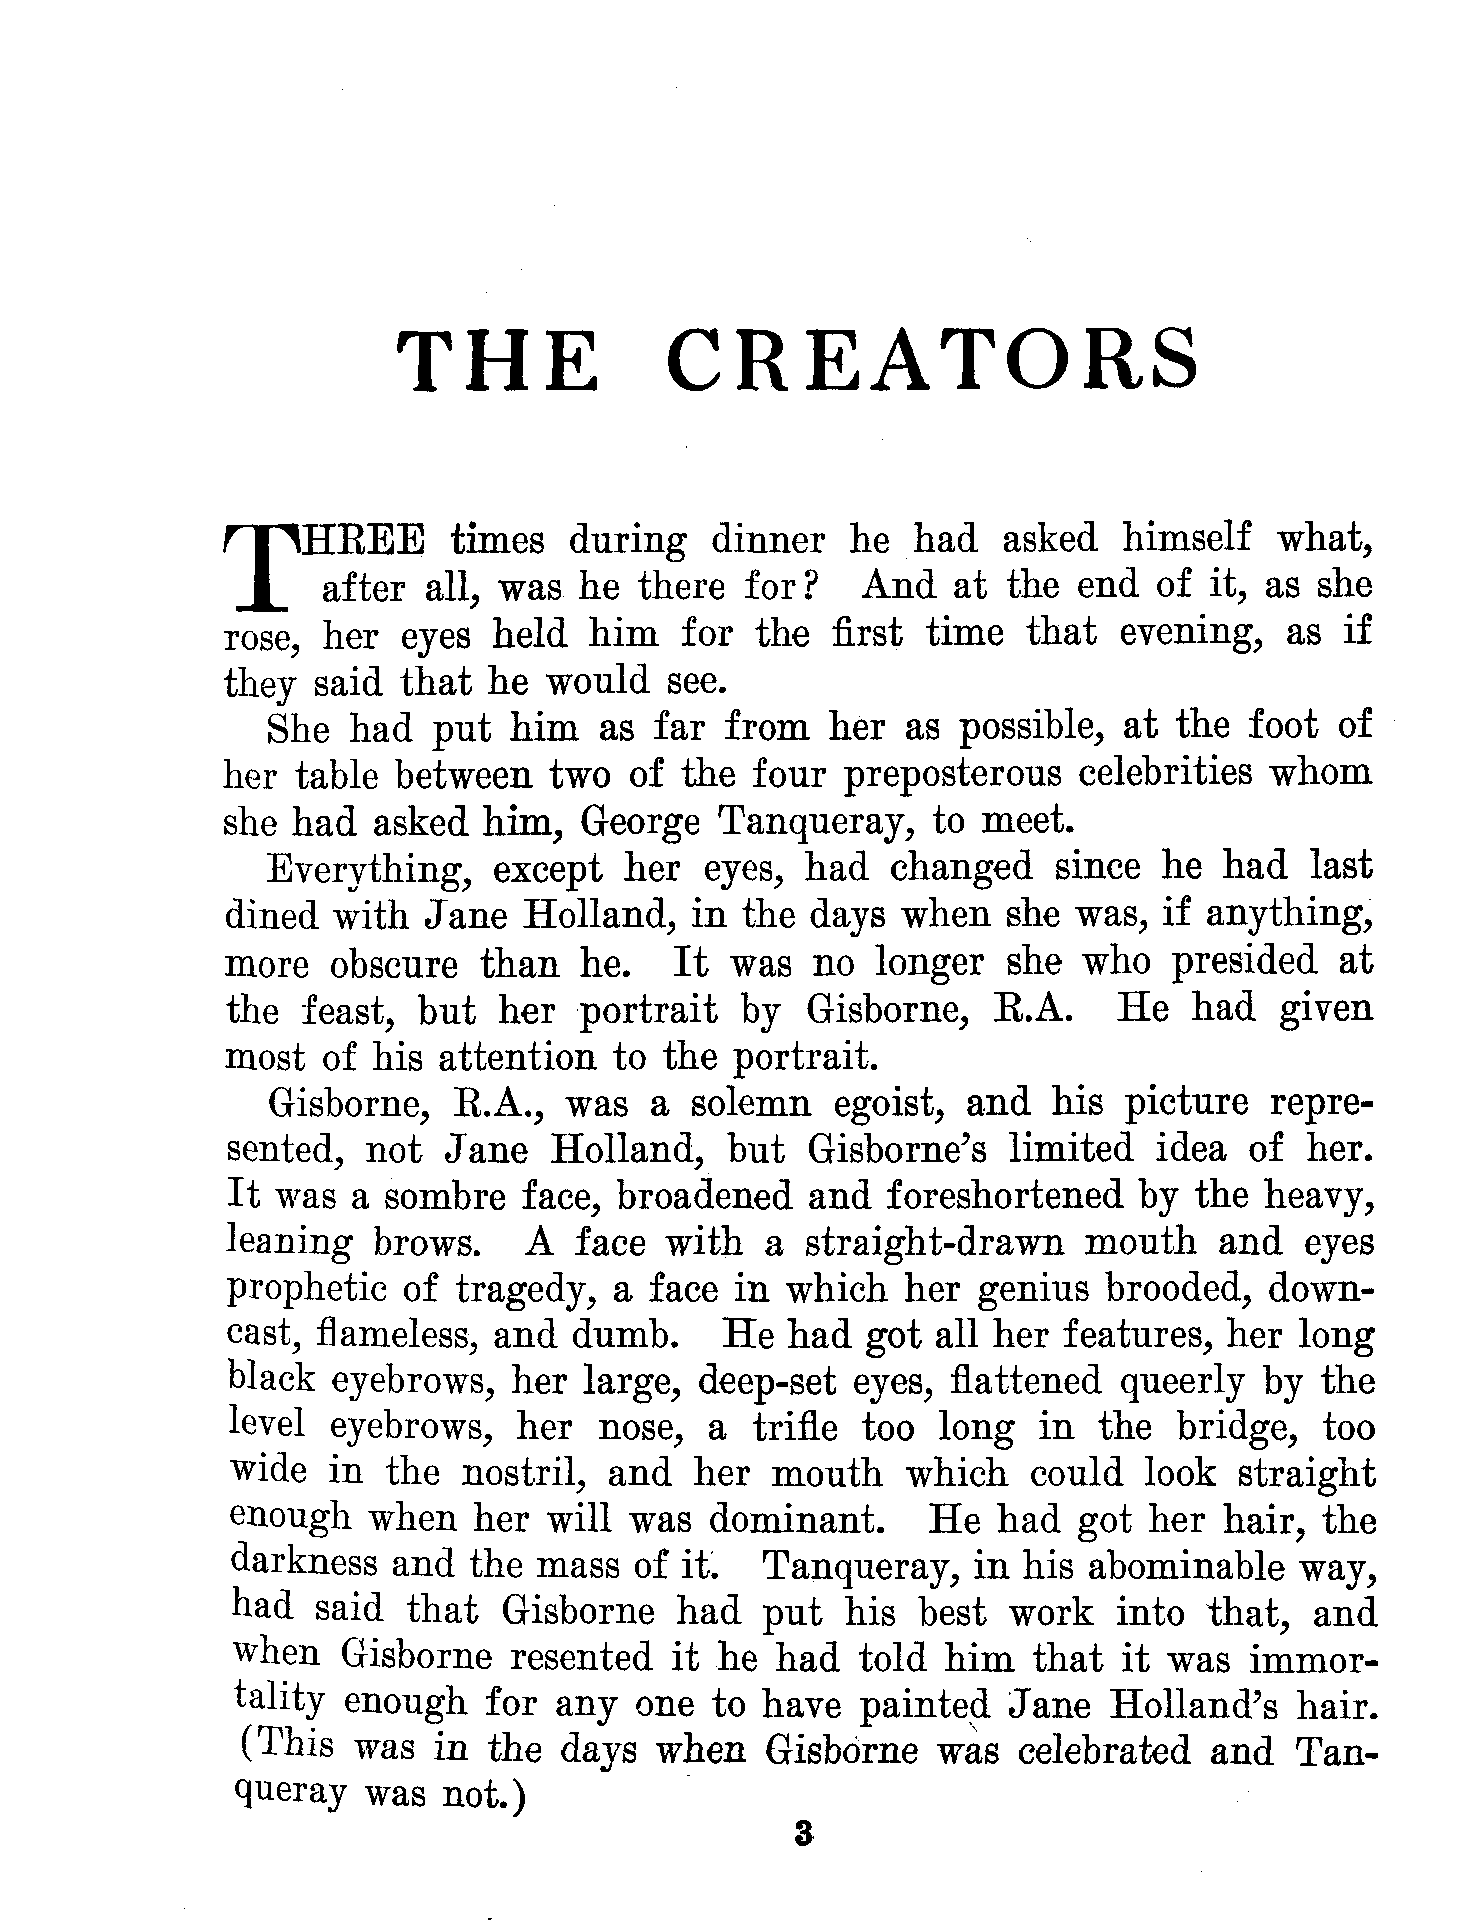 THE CREATORS
THREE times during dinner he had asked himself what,
after all, was he there for? And at the end of it, as she
rose, her eyes held him for the first time that evening, as if
they said that he would see.
She had put him as far from her as possible, at the foot of
her table between two of the four preposterous celebrities whom
she had asked him, George Tanqueray, to meet.
Everything, except her eyes, had changed since he had last
dined with Jane Holland, in the days when she was, if anything,
more obscure than he. It was no longer she who presided at
the feast, but her portrait by Gisborne, R.A. He had given
most of his attention to the portrait.
Gisborne, R.A., was a solemn egoist, and his picture repre-
sented, not Jane Holland, but Gisborne's limited idea of her.
It was a sombre face, broadened and foreshortened by the heavy,
leaning brows. A face with a straight-drawn mouth and eyes
prophetic of tragedy, a face in which her genius brooded, down-
cast, flameless, and dumb. He had got all her features, her long
black eyebrows, her large, deep-set eyes, flattened queerly by the
level eyebrows, her nose, a trifle too long in the bridge, too
wide in the nostril, and her mouth which could look straight
enough when her will was dominant. He had got her hair, the
darkness and the mass of it. Tanqueray, in his abominable way,
had said that Gisborne had put his best work into that, and
when Gisborne resented it he had told him that it was immor-
tality enough for any one to have painted Jane Holland's hair.
(This was in the days when Gisborne was celebrated and Tan-
queray was not.)
3